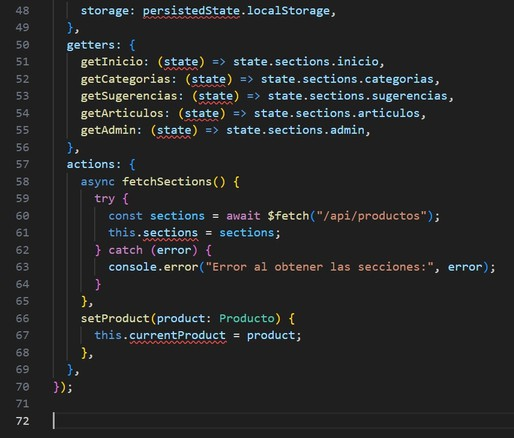 48 storage: persistedState.localStorage,
49 },
50 getters: {
51 getInicio: (state) => state.sections.inicio,
52 getCategorias: (state) => state.sections.categorias,
53 getSugerencias: (state) => state.sections.sugerencias,
54 getArticulos: (state) => state.sections.articulos,
55 getAdmin: (state) => state.sections.admin,
56 },
57 actions: {
58 async fetchSections() {
59 try {
60 const sections = await $fetch("/api/productos");
61 this.sections = sections;
62 } catch (error) {
63 console.error("Error al obtener las secciones:", error);
64 }
65 },
66 setProduct(product: Producto) {
67 this.currentProduct = product;
68 },
69 },
70 });
71
72